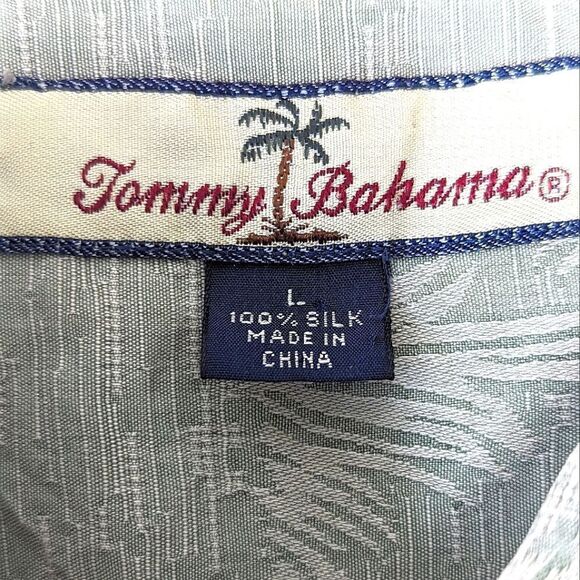 Tommy Bahama®
L
100% SILK
MADE IN
CHINA